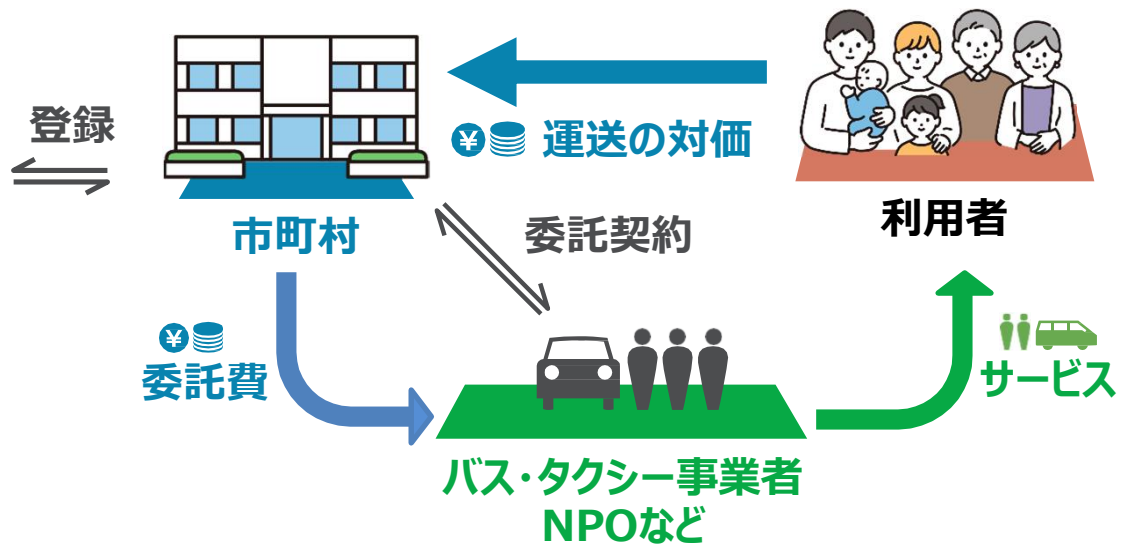 登録
¥
運送の対価
市町村
利用者
委託契約
¥
委託費
サービス
バス・タクシー事業者
NPOなど